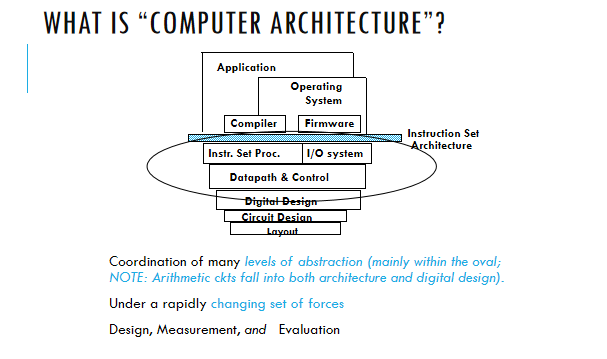 WHAT IS “COMPUTER ARCHITECTURE”?
Application
Operating
System
Compiler
Firmware
Instruction Set
Architecture
Instr. Set Proc.
I/O system
Datapath & Control
Digital Design
Circuit Design
Layout
Coordination of many levels of abstraction (mainly within the oval;
NOTE: Arithmetic ckts fall into both architecture and digital design).
Under a rapidly changing set of forces
Design, Measurement, and Evaluation